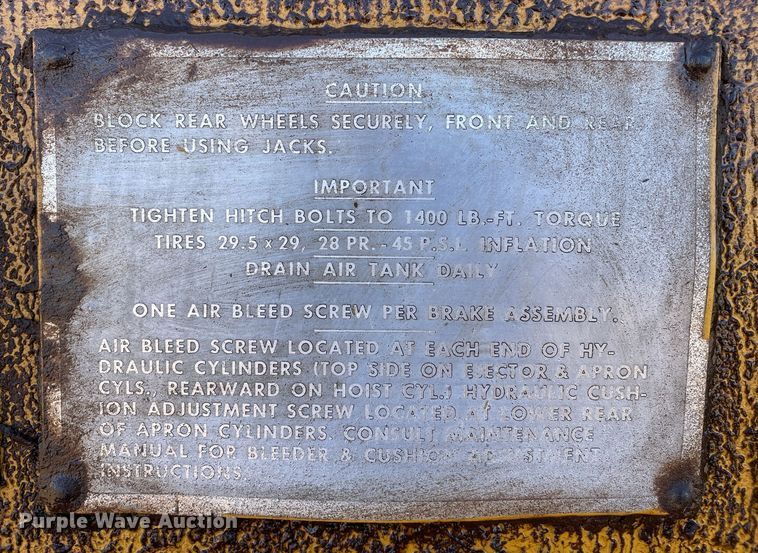 CAUTION
BLOCK REAR WHEELS SECURELY, FRONT AND REAR
BEFORE USING JACKS.
IMPORTANT
TIGHTEN HITCH BOLTS TO 1400 LB.-FT. TORQUE
TIRES 29.5 x 29, 28 PR. - 45 P.S.I. INFLATION
DRAIN AIR TANK DAILY
ONE AIR BLEED SCREW PER BRAKE ASSEMBLY.
AIR BLEED SCREW LOCATED AT EACH END OF HY-
DRAULIC CYLINDERS (TOP SIDE ON EJECTOR & APRON
CYLS., REARWARD ON HOIST CYL.) HYDRAULIC CUSH-
ION ADJUSTMENT SCREW LOCATED AT LOWER REAR
OF APRON CYLINDERS. CONSULT MAINTENANCE
MANUAL FOR BLEEDER & CUSHION ADJUSTMENT
INSTRUCTIONS.
Purple Wave Auction